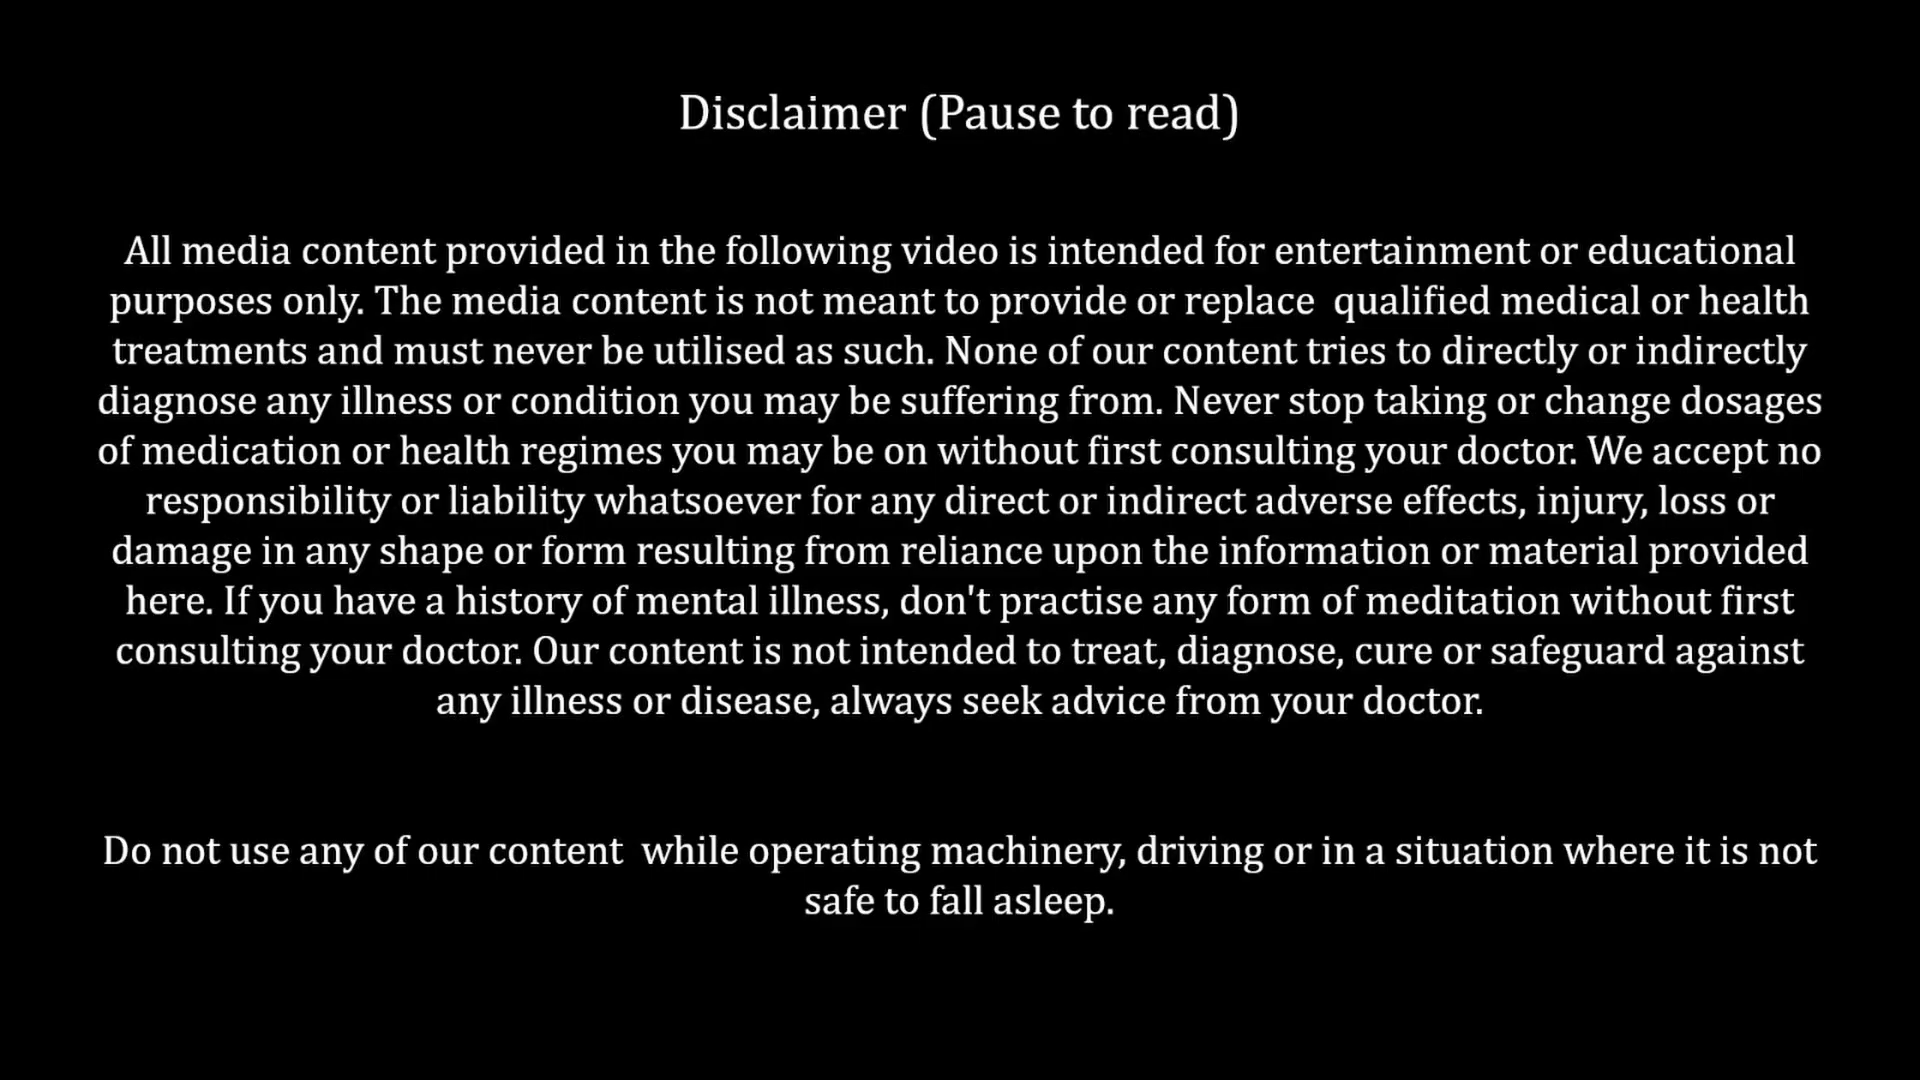 Disclaimer (Pause to read)
All media content provided in the following video is intended for entertainment or educational
purposes only. The media content is not meant to provide or replace  qualified medical or health
treatments and must never be utilised as such. None of our content tries to directly or indirectly
diagnose any illness or condition you may be suffering from. Never stop taking or change dosages
of medication or health regimes you may be on without first consulting your doctor. We accept no
responsibility or liability whatsoever for any direct or indirect adverse effects, injury, loss or
damage in any shape or form resulting from reliance upon the information or material provided
here. If you have a history of mental illness, don't practise any form of meditation without first
consulting your doctor. Our content is not intended to treat, diagnose, cure or safeguard against
any illness or disease, always seek advice from your doctor.
Do not use any of our content  while operating machinery, driving or in a situation where it is not
safe to fall asleep.